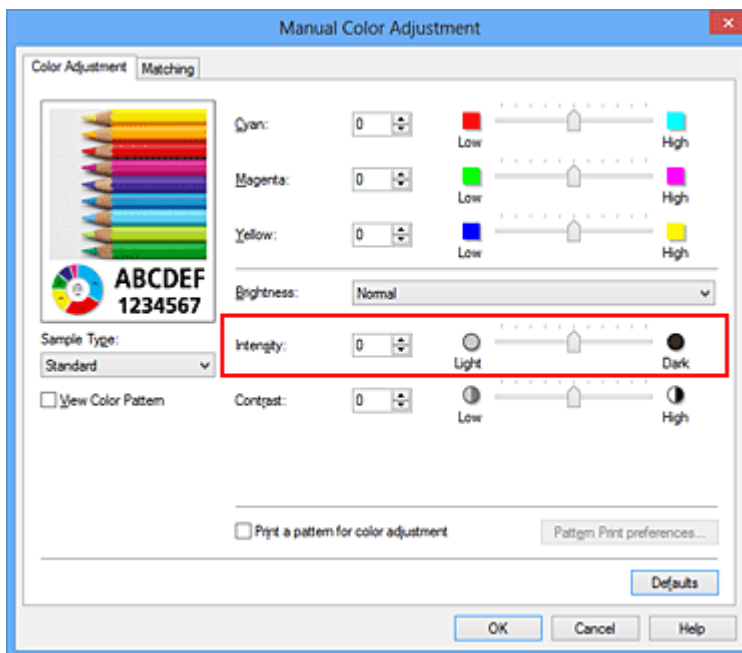 Manual Color Adjustment
Color Adjustment Matching
Cyan: 0 Low High
Magenta: 0 Low High
Yellow: 0 Low High
ABCDEF
1234567
Brightness: Normal
Sample Type:
Standard
Intensity: 0 Light Dark
View Color Pattern
Contrast: 0 Low High
Print a pattern for color adjustment Pattern Print preferences...
Defaults
OK Cancel Help